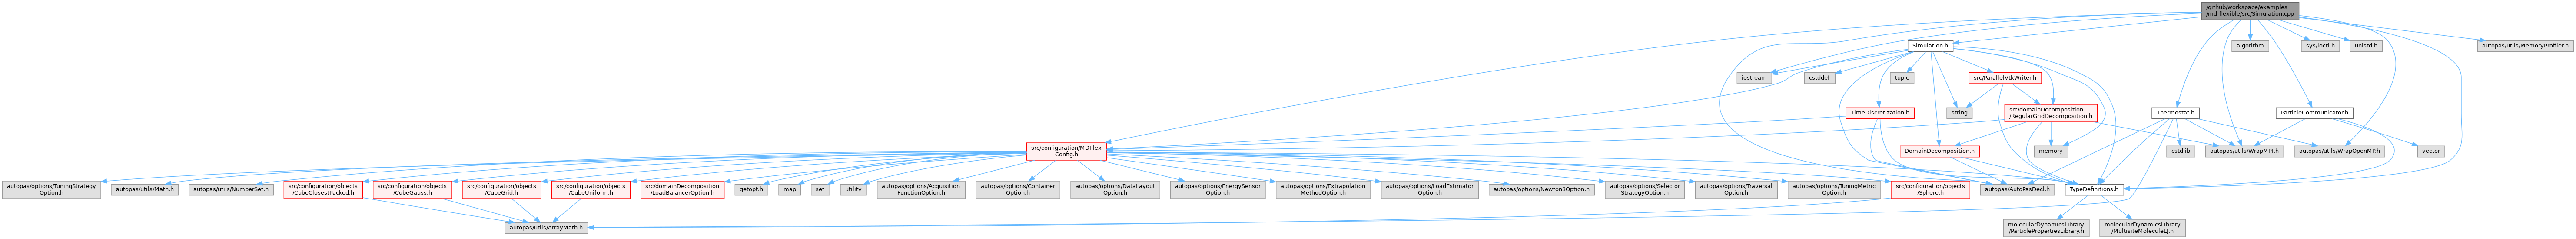 /github/workspace/examples
/md-flexible/src/Simulation.cpp
Simulation.h
algorithm
sys/ioctl.h
unistd.h
autopas/utils/MemoryProfiler.h
iostream
cstddef
tuple
src/ParallelVtkWriter.h
TimeDiscretization.h
string
src/domainDecomposition
/RegularGridDecomposition.h
Thermostat.h
ParticleCommunicator.h
src/configuration/MDFlex
Config.h
DomainDecomposition.h
memory
autopas/utils/WrapMPI.h
cstdlib
autopas/utils/WrapOpenMP.h
vector
autopas/options/TuningStrategy
Option.h
autopas/utils/Math.h
autopas/utils/NumberSet.h
src/configuration/objects
/CubeClosestPacked.h
src/configuration/objects
/CubeGauss.h
src/configuration/objects
/CubeGrid.h
src/configuration/objects
/CubeUniform.h
src/domainDecomposition
/LoadBalancerOption.h
getopt.h
map
set
utility
autopas/options/Acquisition
FunctionOption.h
autopas/options/Container
Option.h
autopas/options/DataLayout
Option.h
autopas/options/EnergySensor
Option.h
autopas/options/Extrapolation
MethodOption.h
autopas/options/LoadEstimator
Option.h
autopas/options/Newton3Option.h
autopas/options/Selector
StrategyOption.h
autopas/options/Traversal
Option.h
autopas/options/TuningMetric
Option.h
src/configuration/objects
/Sphere.h
autopas/AutoPasDecl.h
TypeDefinitions.h
autopas/utils/ArrayMath.h
molecularDynamicsLibrary
/ParticlePropertiesLibrary.h
molecularDynamicsLibrary
/MultisiteMoleculeLJ.h